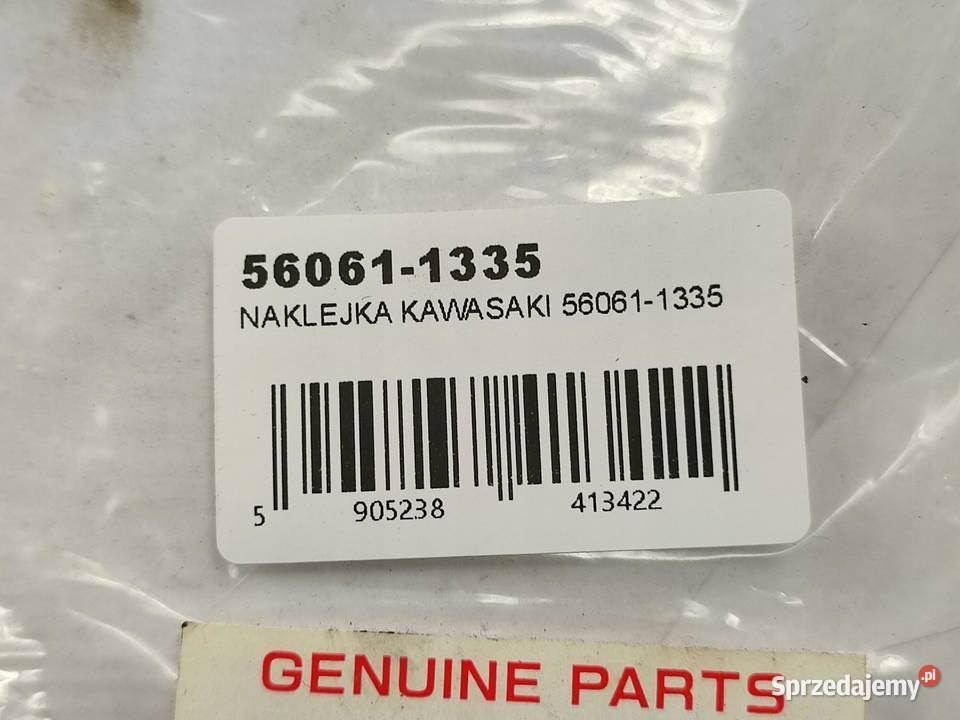 56061-1335
NAKLEJKA KAWASAKI 56061-1335
5 905238 413422
GENUINE PARTS
Sprzedajemy.pl